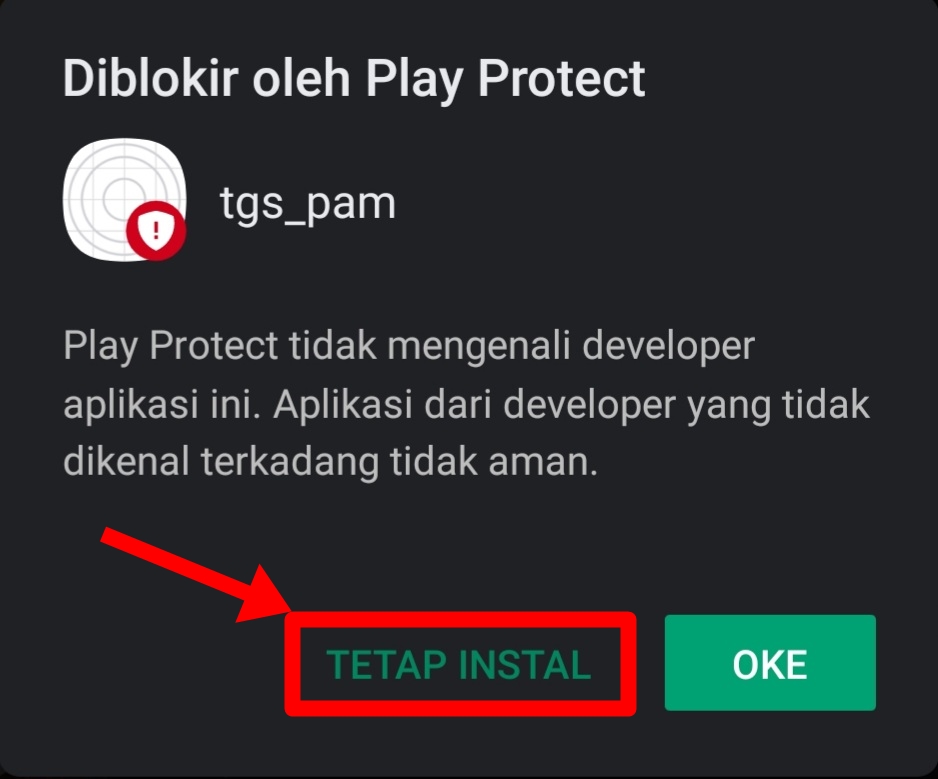 Diblokir oleh Play Protect
tgs_pam
Play Protect tidak mengenali developer
aplikasi ini. Aplikasi dari developer yang tidak
dikenal terkadang tidak aman.
TETAP INSTAL
OKE